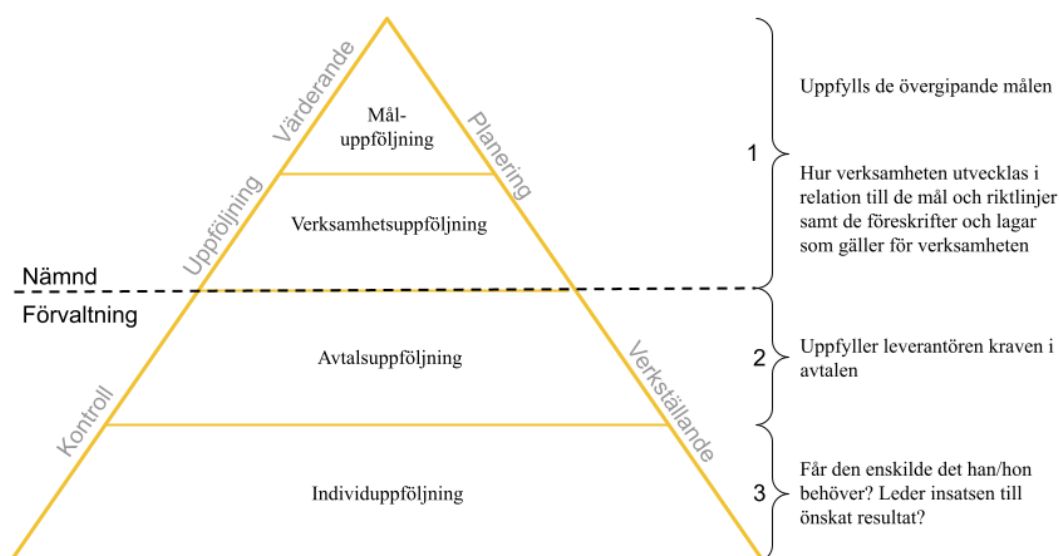 Värderande
Mål-
uppföljning
Planering
Uppföljning
Verksamhetsuppföljning
1
Uppfylls de övergipande målen
Hur verksamheten utvecklas i
relation till de mål och riktlinjer
samt de föreskrifter och lagar
som gäller för verksamheten
Nämnd
Förvaltning
Avtalsuppföljning
2
Uppfyller leverantören kraven i
avtalen
Kontroll
Verkställande
Individuppföljning
3
Får den enskilde det han/hon
behöver? Leder insatsen till
önskat resultat?